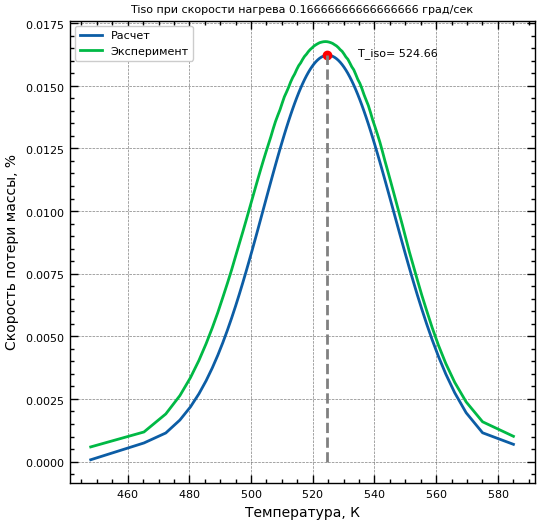 Tiso при скорости нагрева 0.16666666666666666 град/сек
Расчет
Эксперимент
T_iso= 524.66
Скорость потери массы, %
0.0175
0.0150
0.0125
0.0100
0.0075
0.0050
0.0025
0.0000
460 480 500 520 540 560 580
Температура, К